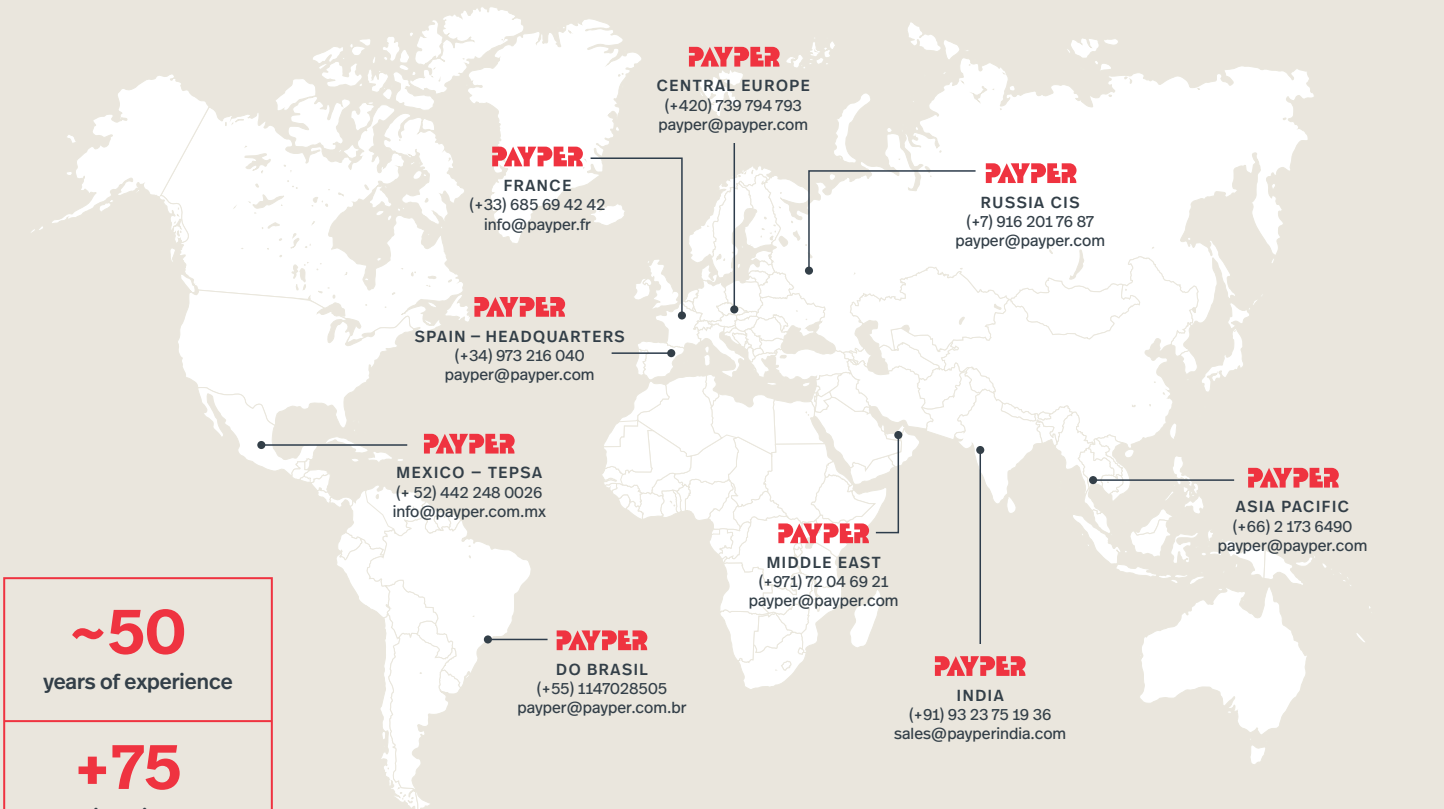 PAYPER
CENTRAL EUROPE
(+420) 739 794 793
payper@payper.com
PAYPER
FRANCE
(+33) 685 69 42 42
info@payper.fr
PAYPER
RUSSIA CIS
(+7) 916 201 76 87
payper@payper.com
PAYPER
SPAIN – HEADQUARTERS
(+34) 973 216 040
payper@payper.com
PAYPER
MEXICO – TEPSA
(+ 52) 442 248 0026
info@payper.com.mx
PAYPER
ASIA PACIFIC
(+66) 2 173 6490
payper@payper.com
PAYPER
MIDDLE EAST
(+971) 72 04 69 21
payper@payper.com
PAYPER
DO BRASIL
(+55) 1147028505
payper@payper.com.br
PAYPER
INDIA
(+91) 93 23 75 19 36
sales@payperindia.com
~50
years of experience
+75